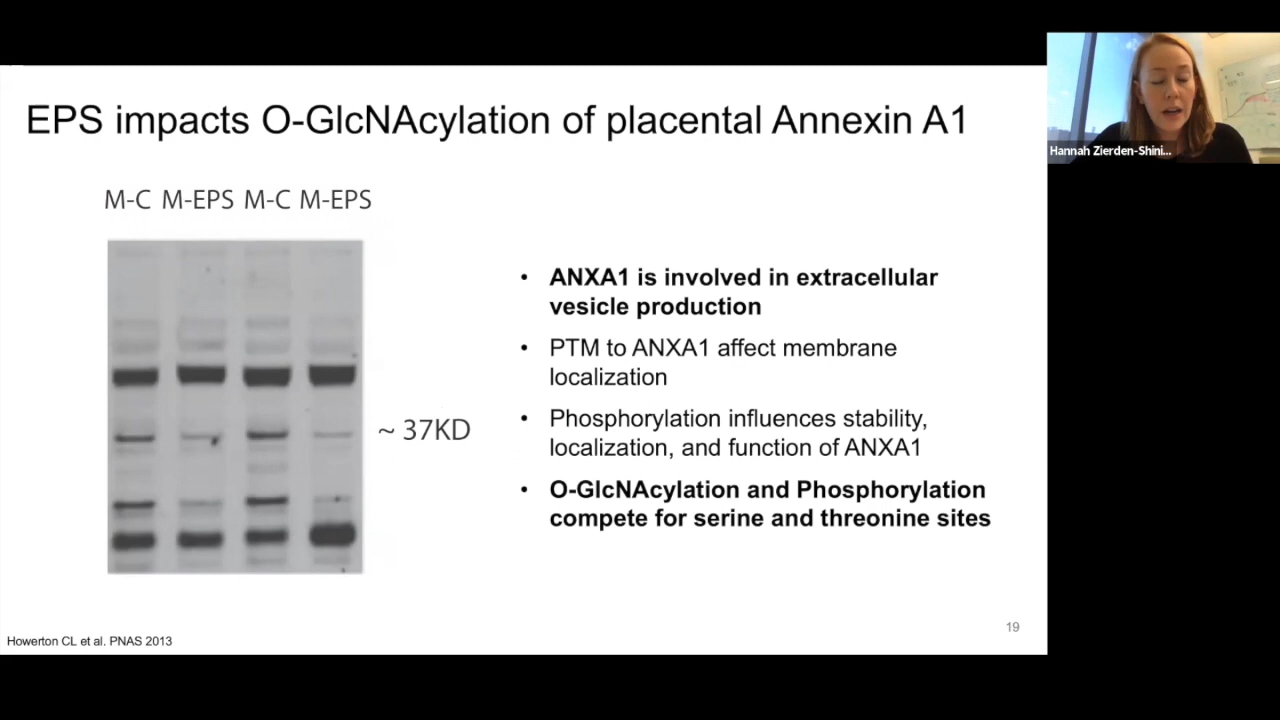 EPS impacts O-GlcNAcylation of placental Annexin A1
M-C M-EPS M-C M-EPS
~ 37KD
• ANXA1 is involved in extracellular
vesicle production
• PTM to ANXA1 affect membrane
localization
• Phosphorylation influences stability,
localization, and function of ANXA1
• O-GlcNAcylation and Phosphorylation
compete for serine and threonine sites
Howerton CL et al. PNAS 2013
19
Hannah Zierden-Shini...